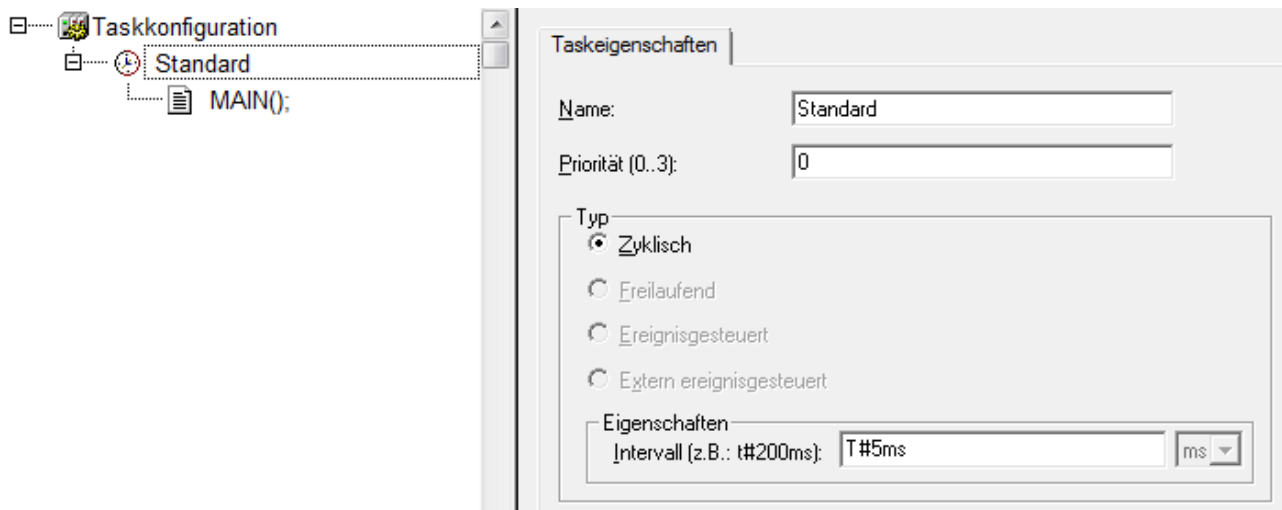 Taskkonfiguration
Standard
MAIN();
Taskeigenschaften
Name: Standard
Priorität (0..3): 0
Typ
Zyklisch
Freilaufend
Ereignisgesteuert
Extern ereignisgesteuert
Eigenschaften
Intervall (z.B.: t#200ms): T#5ms ms